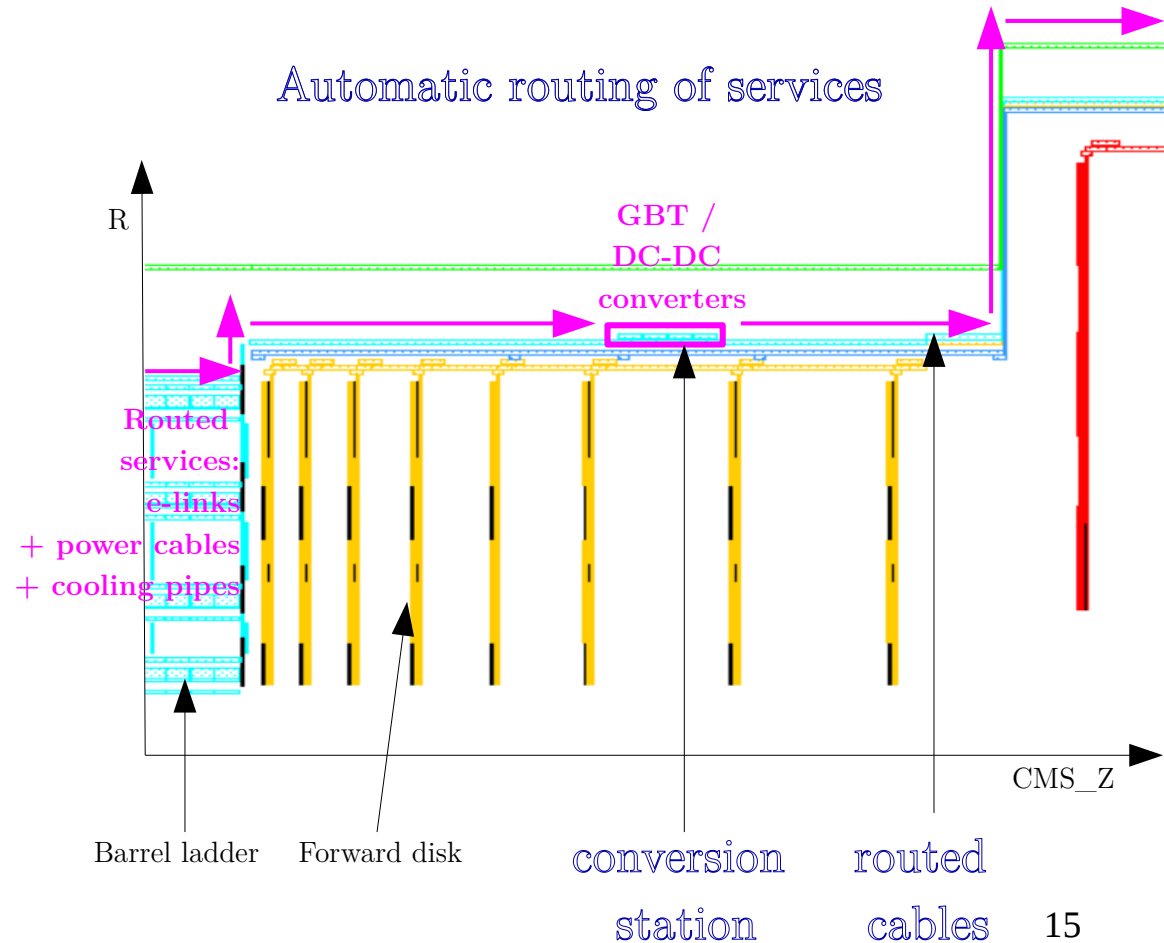 Automatic routing of services
R
GBT /
DC-DC
converters
Routed
services:
e-links
+ power cables
+ cooling pipes
CMS_Z
Barrel ladder
Forward disk
conversion
station
routed
cables
15